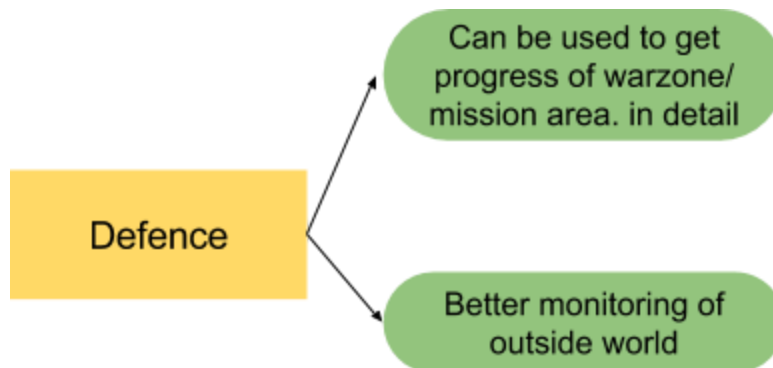 Can be used to get
progress of warzone/
mission area. in detail
Defence
Better monitoring of
outside world